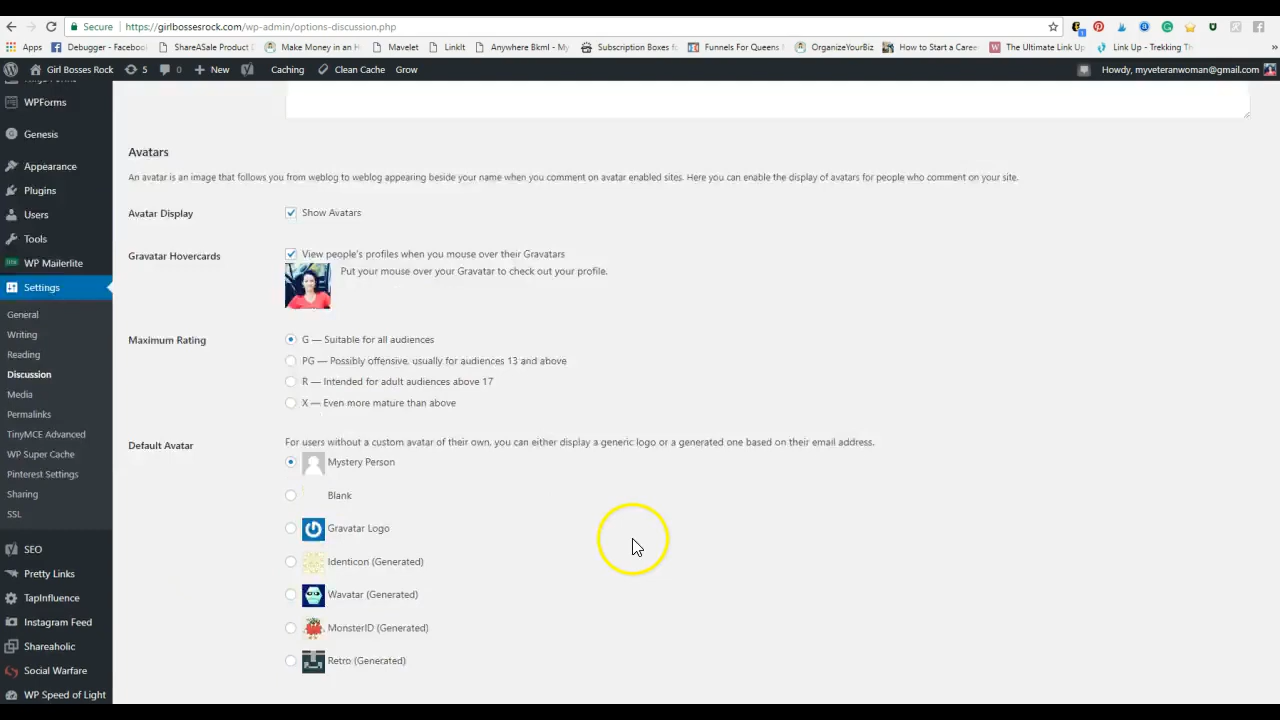 Secure https://girlbossesrock.com/wp-admin/options-discussion.php
Apps Debugger - Faceboo ShareASale Product D Make Money in an H Mavelet LinkIt Anywhere Bkml - My Subscription Boxes fo Funnels For Queens OrganizeYourBiz How to Start a Caree The Ultimate Link Up Link Up - Trekking Th
Girl Bosses Rock 5 0 New Caching Clean Cache Grow Howdy, myveteranwoman@gmail.com
WPForms
Genesis
Appearance
Plugins
Users
Tools
WP Mailerlite
Settings
General
Writing
Reading
Discussion
Media
Permalinks
TinyMCE Advanced
WP Super Cache
Pinterest Settings
Sharing
SSL
SEO
Pretty Links
TapInfluence
Instagram Feed
Shareaholic
Social Warfare
WP Speed of Light
Avatars
An avatar is an image that follows you from weblog to weblog appearing beside your name when you comment on avatar enabled sites. Here you can enable the display of avatars for people who comment on your site.
Avatar Display
Show Avatars
Gravatar Hovercards
View people's profiles when you mouse over their Gravatars
Put your mouse over your Gravatar to check out your profile.
Maximum Rating
G — Suitable for all audiences
PG — Possibly offensive, usually for audiences 13 and above
R — Intended for adult audiences above 17
X — Even more mature than above
Default Avatar
For users without a custom avatar of their own, you can either display a generic logo or a generated one based on their email address.
Mystery Person
Blank
Gravatar Logo
Identicon (Generated)
Wavatar (Generated)
MonsterID (Generated)
Retro (Generated)